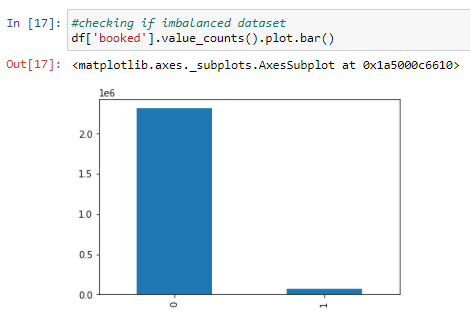 In [17]: #checking if imbalanced dataset
df['booked'].value_counts().plot.bar()
Out[17]: <matplotlib.axes._subplots.AxesSubplot at 0x1a5000c6610>
1e6
2.0
1.5
1.0
0.5
0.0
0
1